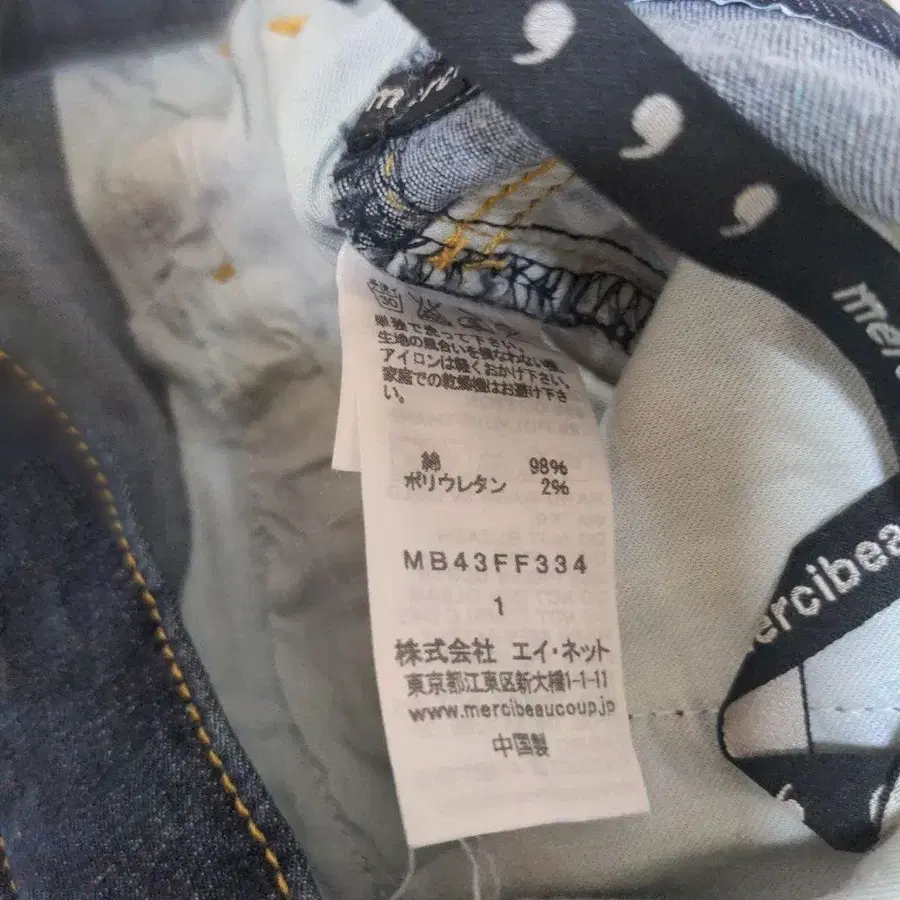 mer
30
単独で洗って下さい。
生地の風合いを損なわない様、
アイロンは軽くおかけ下さい。
家庭での乾燥機はお避け下さ
い。
綿 98%
ポリウレタン 2%
MB43FF334
1
株式会社 エイ・ネット
東京都江東区新大橋1-1-11
www.mercibeaucoup.jp
中国製
mercibeau